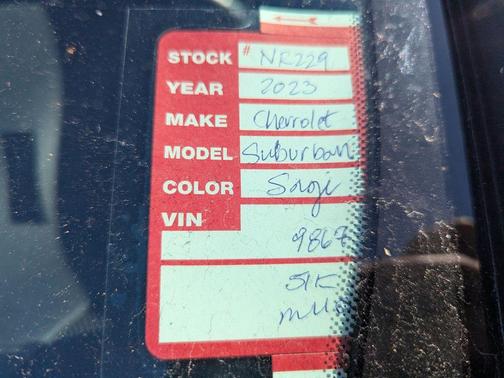 STOCK # NR229
YEAR 2023
MAKE Chevrolet
MODEL Suburban
COLOR Sage
VIN
9867
51K
miles